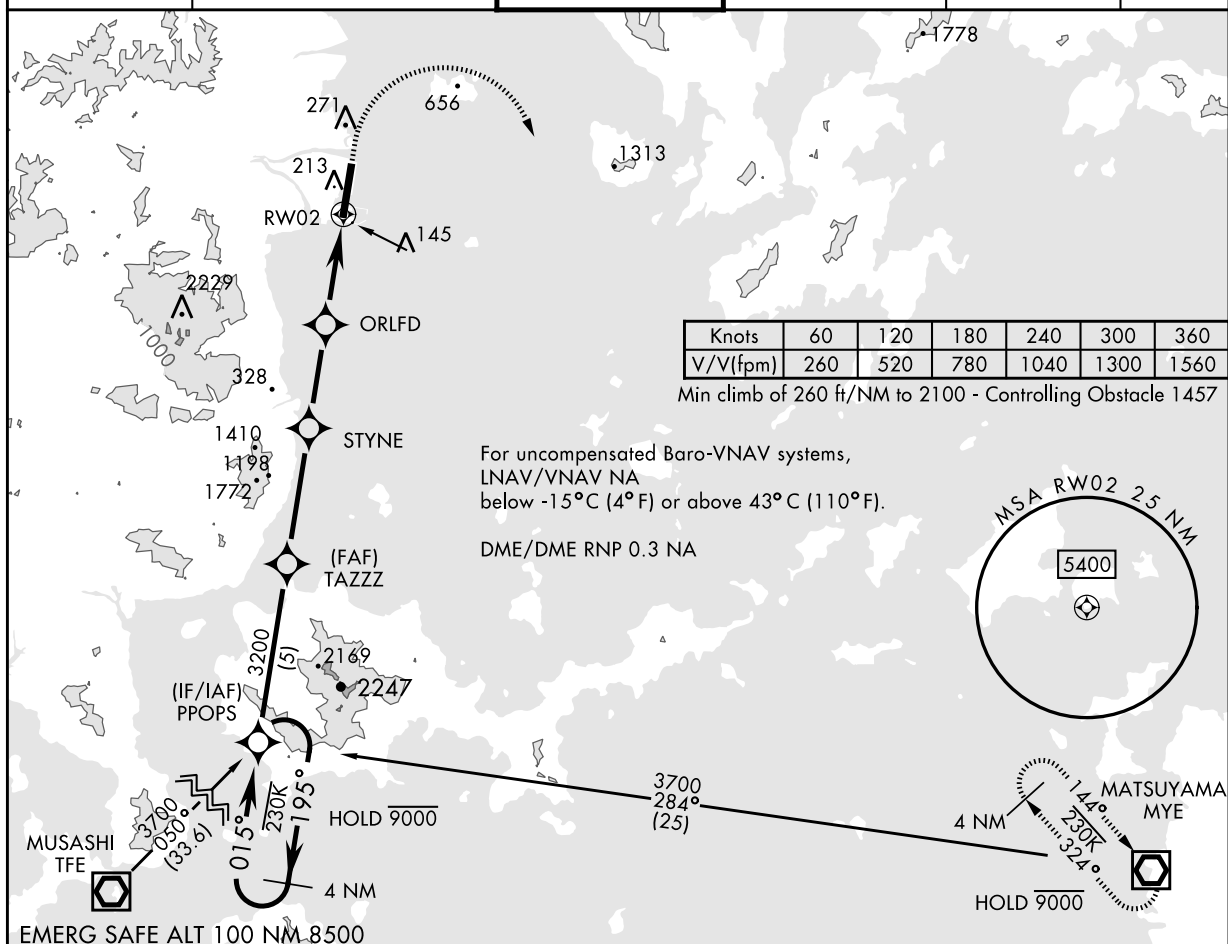 1778
271
656
213
1313
RW02
145
2229
ORLFD
1000
Knots 60 120 180 240 300 360
V/V(fpm) 260 520 780 1040 1300 1560
Min climb of 260 ft/NM to 2100 - Controlling Obstacle 1457
328
STYNE
1410
1198
1772
For uncompensated Baro-VNAV systems,
LNAV/VNAV NA
below -15°C (4°F) or above 43°C (110°F).
DME/DME RNP 0.3 NA
MSA RW02 25 NM
5400
(FAF)
TAZZZ
3200
(5)
2169
2247
(IF/IAF)
PPOPS
3700
284°
(25)
MATSUYAMA
MYE
144°
230K
324°
4 NM
HOLD 9000
015°
230K
195°
HOLD 9000
4 NM
3700
050°
(33.6)
MUSASHI
TFE
EMERG SAFE ALT 100 NM 8500